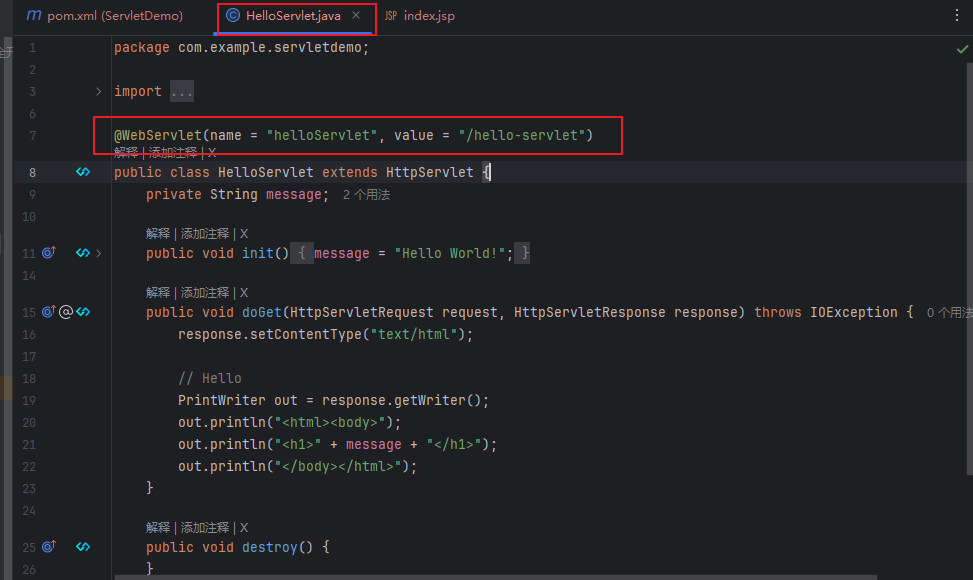 m pom.xml (ServletDemo) HelloServlet.java × JSP index.jsp
1 package com.example.servletdemo;
2
3 import ...
6
7 @WebServlet(name = "helloServlet", value = "/hello-servlet")
解释 | 添加注释 | X
8 public class HelloServlet extends HttpServlet {
9 private String message; 2 个用法
10
解释 | 添加注释 | X
11 public void init() { message = "Hello World!"; }
14
解释 | 添加注释 | X
15 public void doGet(HttpServletRequest request, HttpServletResponse response) throws IOException { 0 个用法
16 response.setContentType("text/html");
17
18 // Hello
19 PrintWriter out = response.getWriter();
20 out.println("<html><body>");
21 out.println("<h1>" + message + "</h1>");
22 out.println("</body></html>");
23 }
24
解释 | 添加注释 | X
25 public void destroy() {
26 }